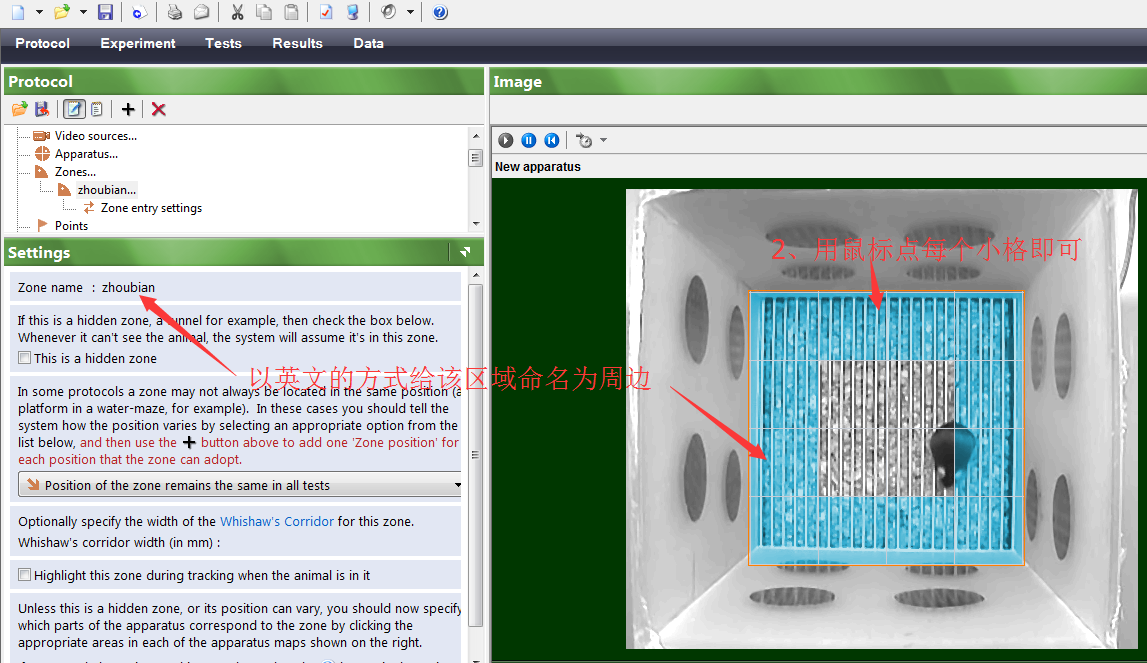 Protocol Experiment Tests Results Data
Protocol
Video sources...
Apparatus...
Zones...
zhoubian...
Zone entry settings
Points
Settings
Zone name : zhoubian
If this is a hidden zone, a tunnel for example, then check the box below.
Whenever it can't see the animal, the system will assume it's in this zone.
This is a hidden zone
In some protocols a zone may not always be located in the same position (a
platform in a water-maze, for example). In these cases you should tell the
system how the position varies by selecting an appropriate option from the
list below, and then use the + button above to add one 'Zone position' for
each position that the zone can adopt.
Position of the zone remains the same in all tests
Optionally specify the width of the Whishaw's Corridor for this zone.
Whishaw's corridor width (in mm) :
Highlight this zone during tracking when the animal is in it
Unless this is a hidden zone, or its position can vary, you should now specify
which parts of the apparatus correspond to the zone by clicking the
appropriate areas in each of the apparatus maps shown on the right.
Image
New apparatus
2、用鼠标点每个小格即可
以英文的方式给该区域命名为周边